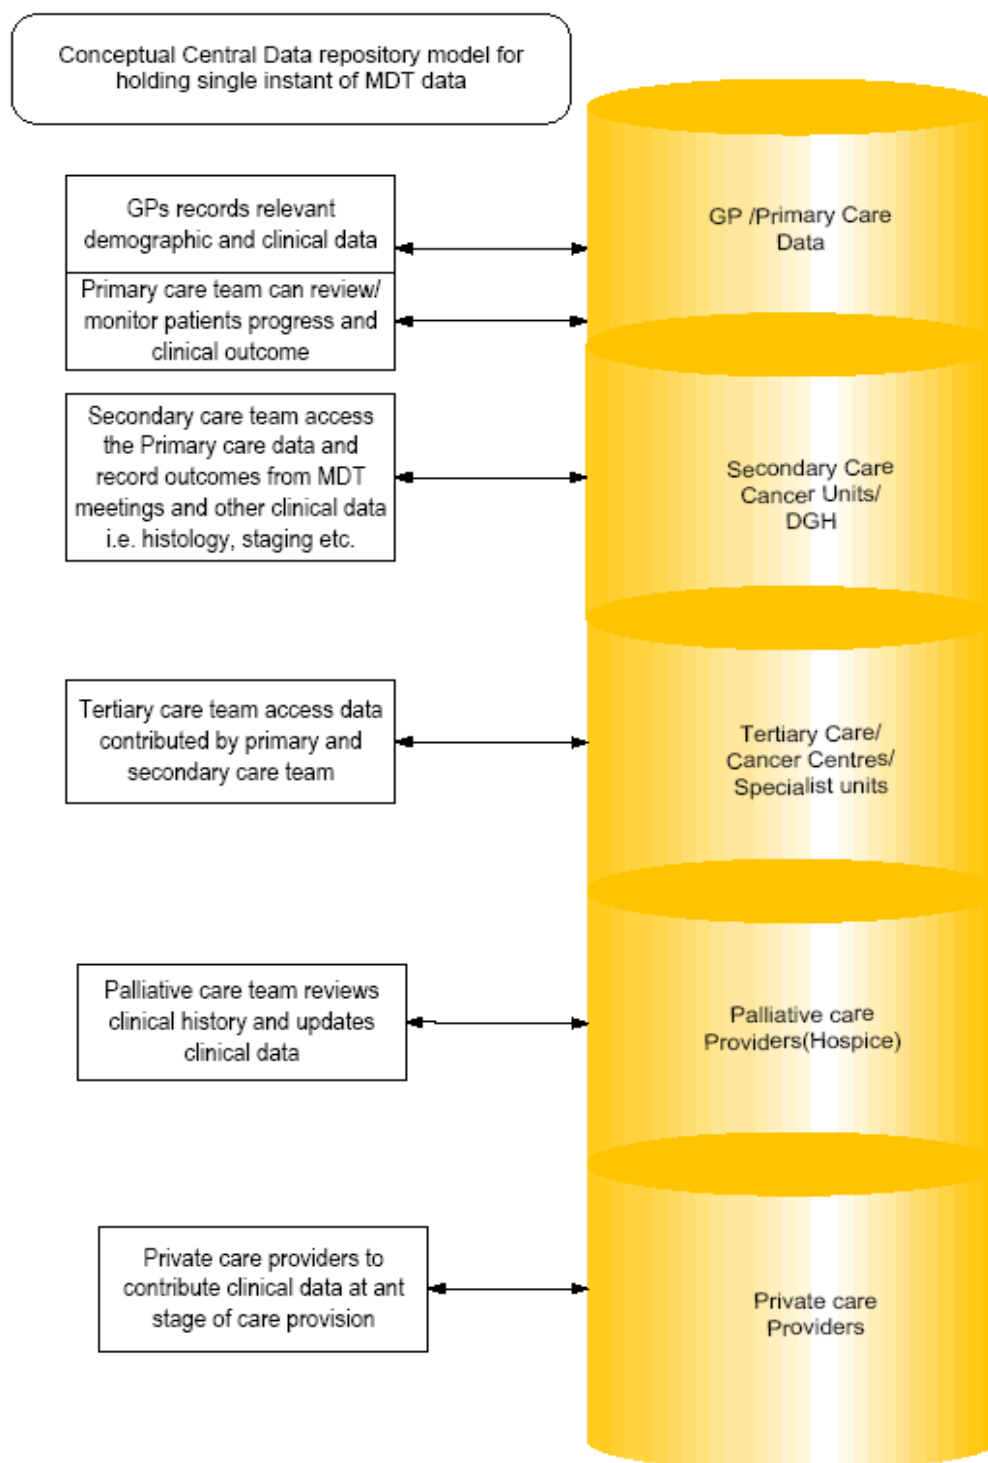 Conceptual Central Data repository model for
holding single instant of MDT data
GPs records relevant
demographic and clinical data
GP /Primary Care
Data
Primary care team can review/
monitor patients progress and
clinical outcome
Secondary care team access
the Primary care data and
record outcomes from MDT
meetings and other clinical data
i.e. histology, staging etc.
Secondary Care
Cancer Units/
DGH
Tertiary care team access data
contributed by primary and
secondary care team
Tertiary Care/
Cancer Centres/
Specialist units
Palliative care team reviews
clinical history and updates
clinical data
Palliative care
Providers(Hospice)
Private care providers to
contribute clinical data at ant
stage of care provision
Private care
Providers